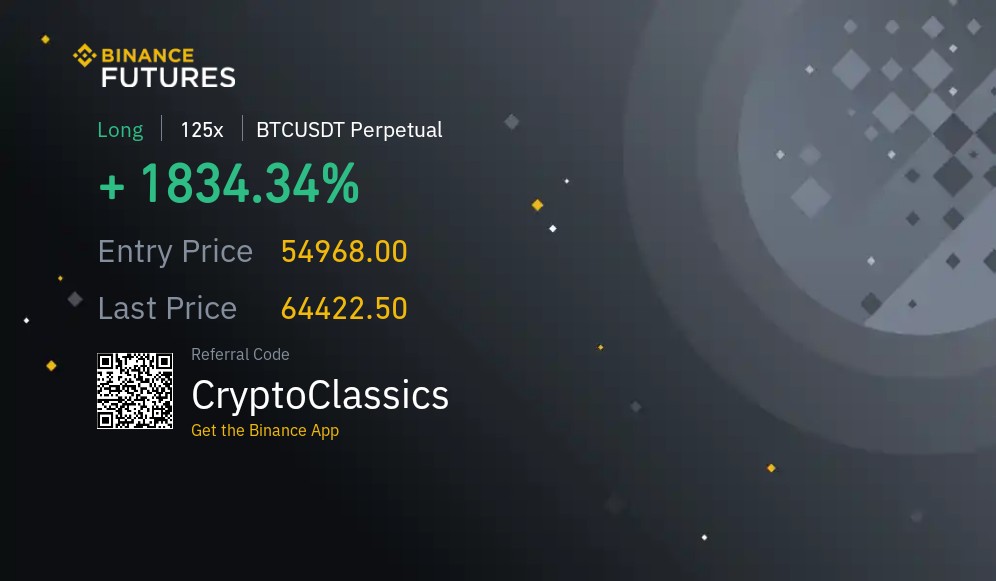 BINANCE
FUTURES
Long | 125x | BTCUSDT Perpetual
+ 1834.34%
Entry Price 54968.00
Last Price 64422.50
Referral Code
CryptoClassics
Get the Binance App